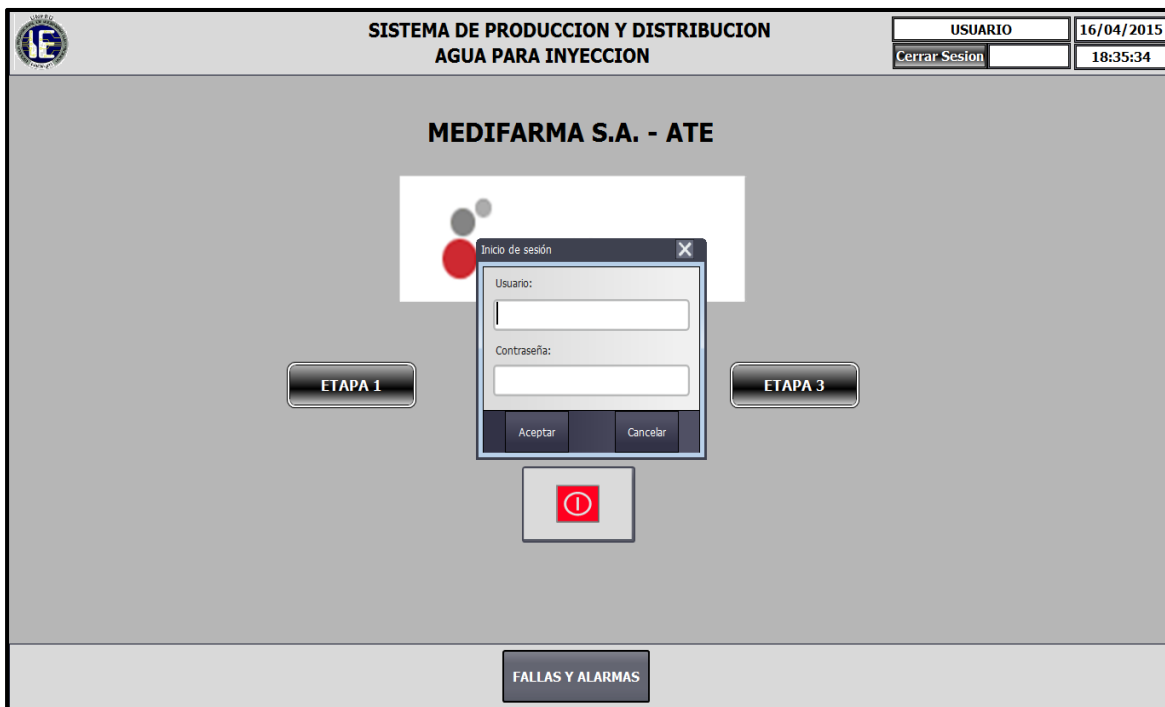 SISTEMA DE PRODUCCION Y DISTRIBUCION
AGUA PARA INYECCION
USUARIO
16/04/2015
Cerrar Sesion
18:35:34
MEDIFARMA S.A. - ATE
Inicio de sesión
Usuario:
Contraseña:
ETAPA 1
ETAPA 3
Aceptar
Cancelar
FALLAS Y ALARMAS